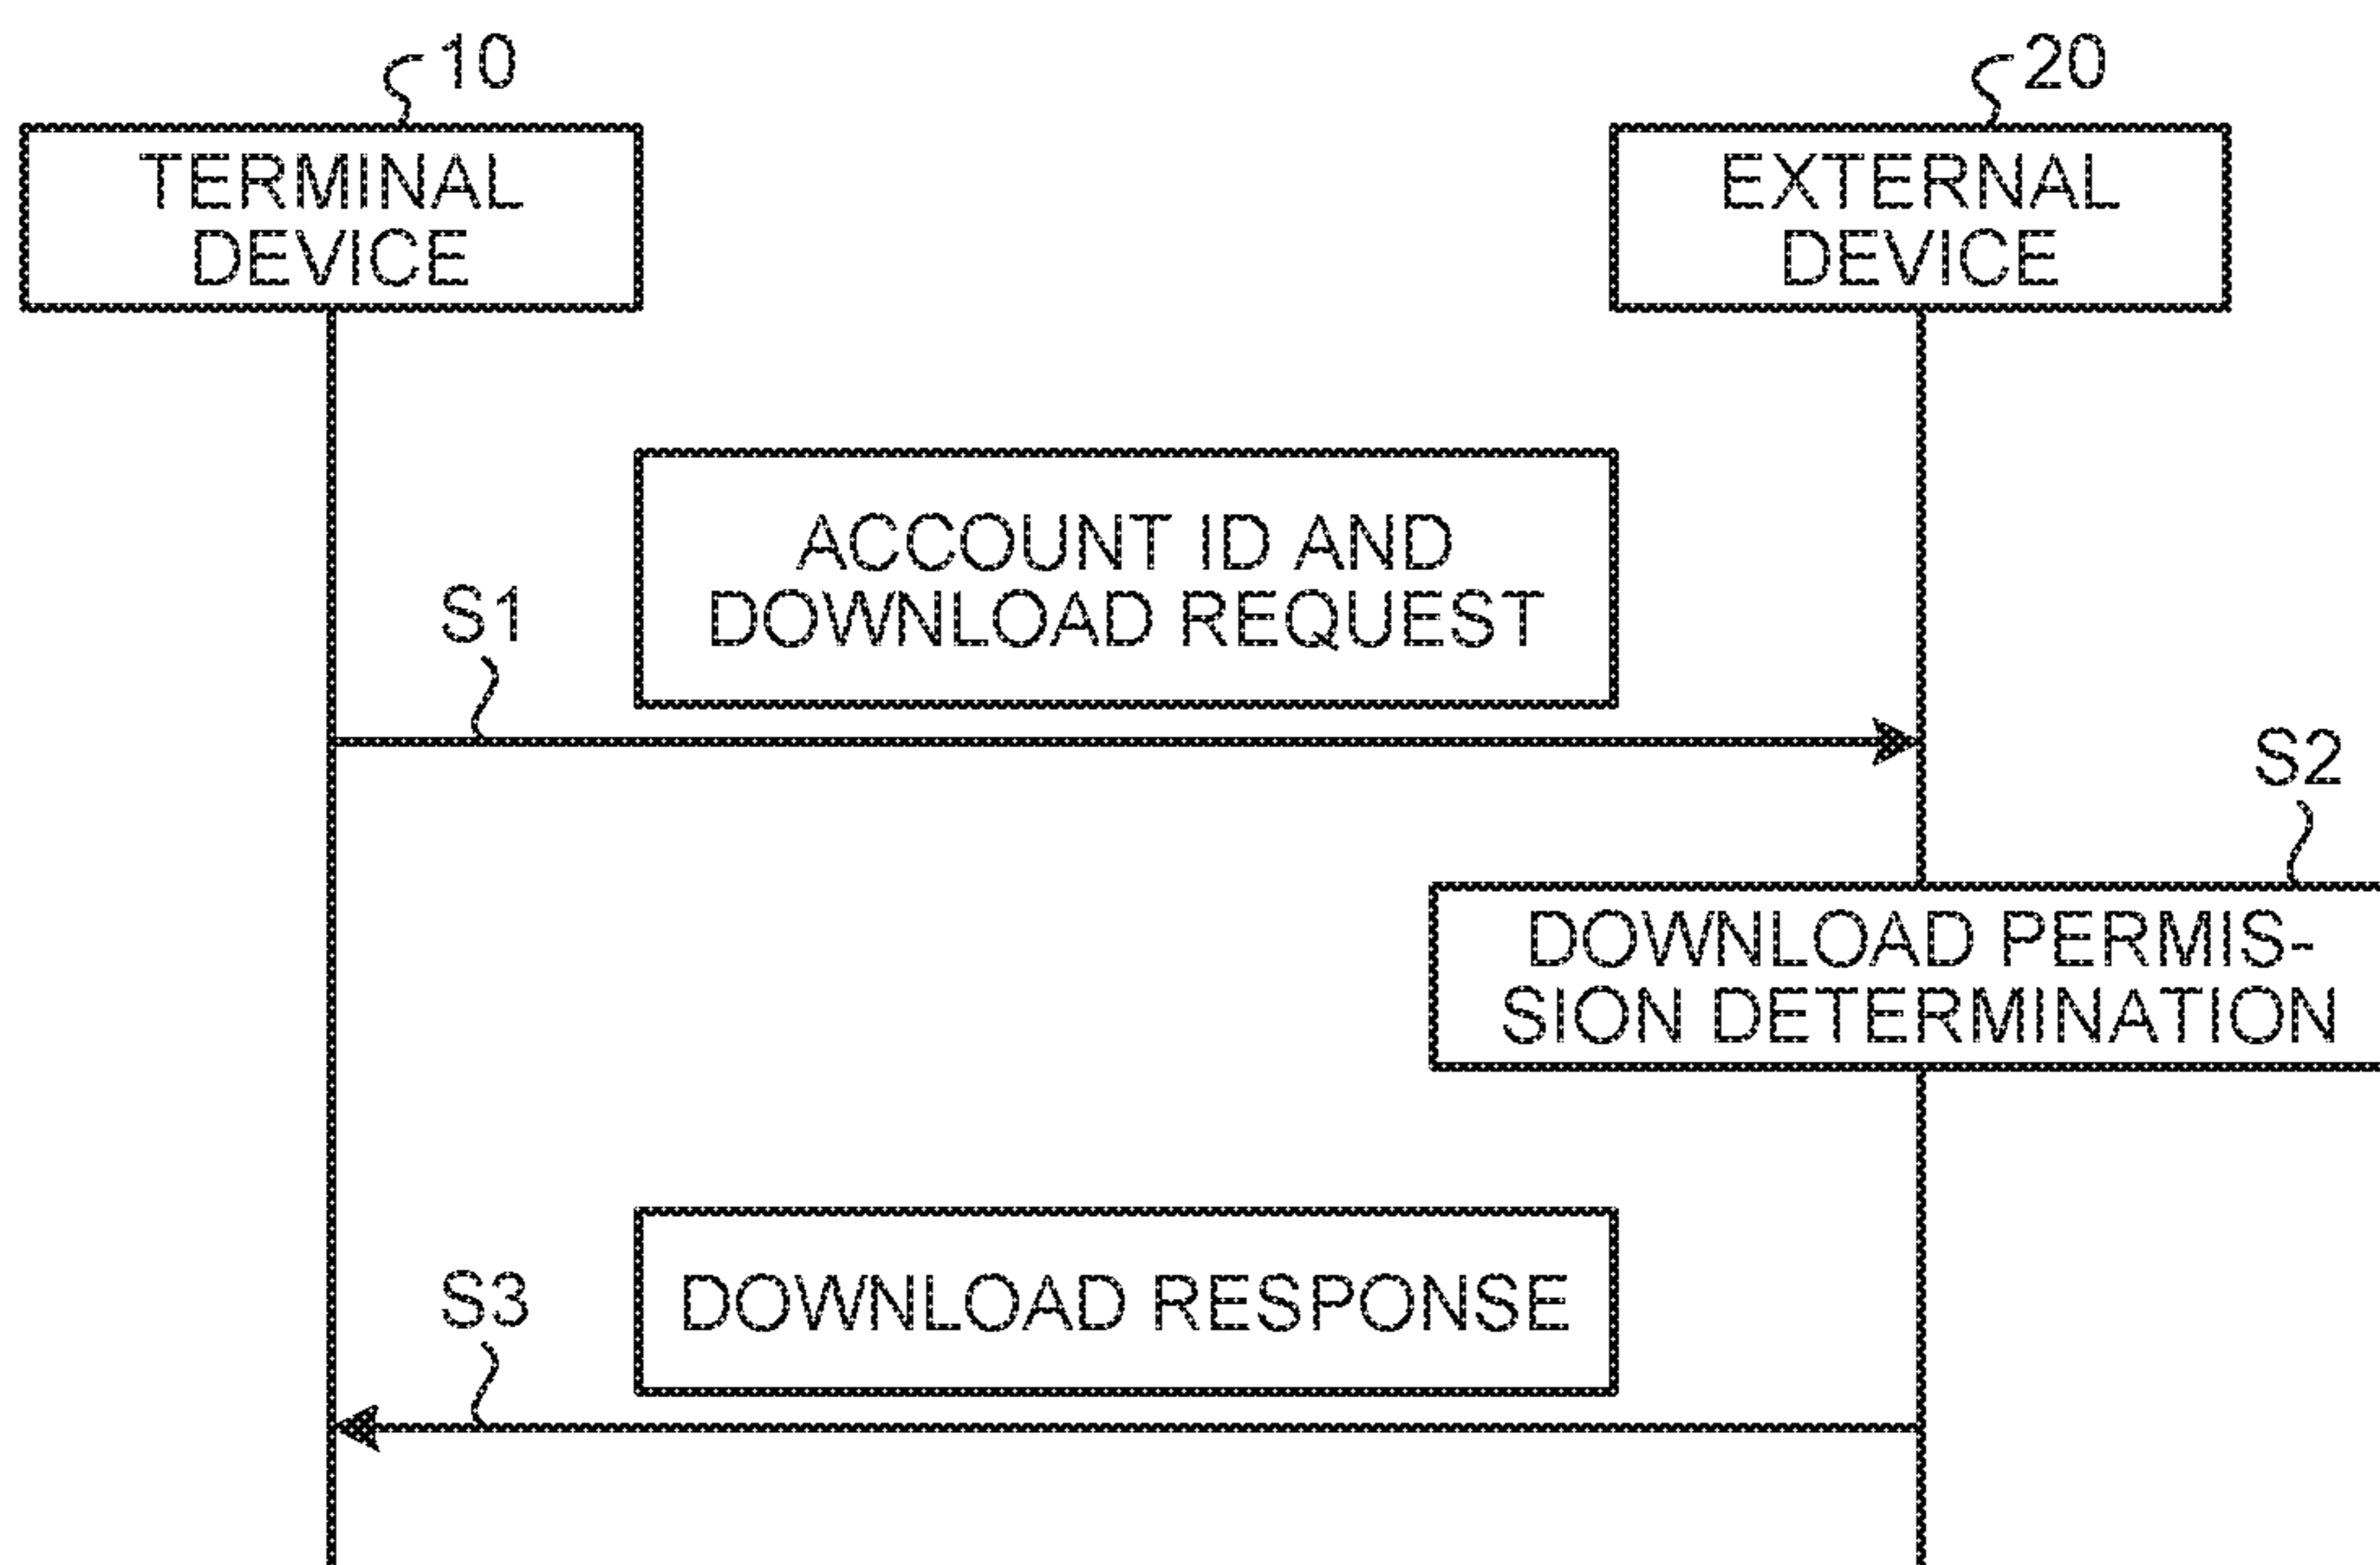 10
20
TERMINAL
DEVICE
EXTERNAL
DEVICE
ACCOUNT ID AND
DOWNLOAD REQUEST
S1
S2
DOWNLOAD PERMIS-
SION DETERMINATION
DOWNLOAD RESPONSE
S3